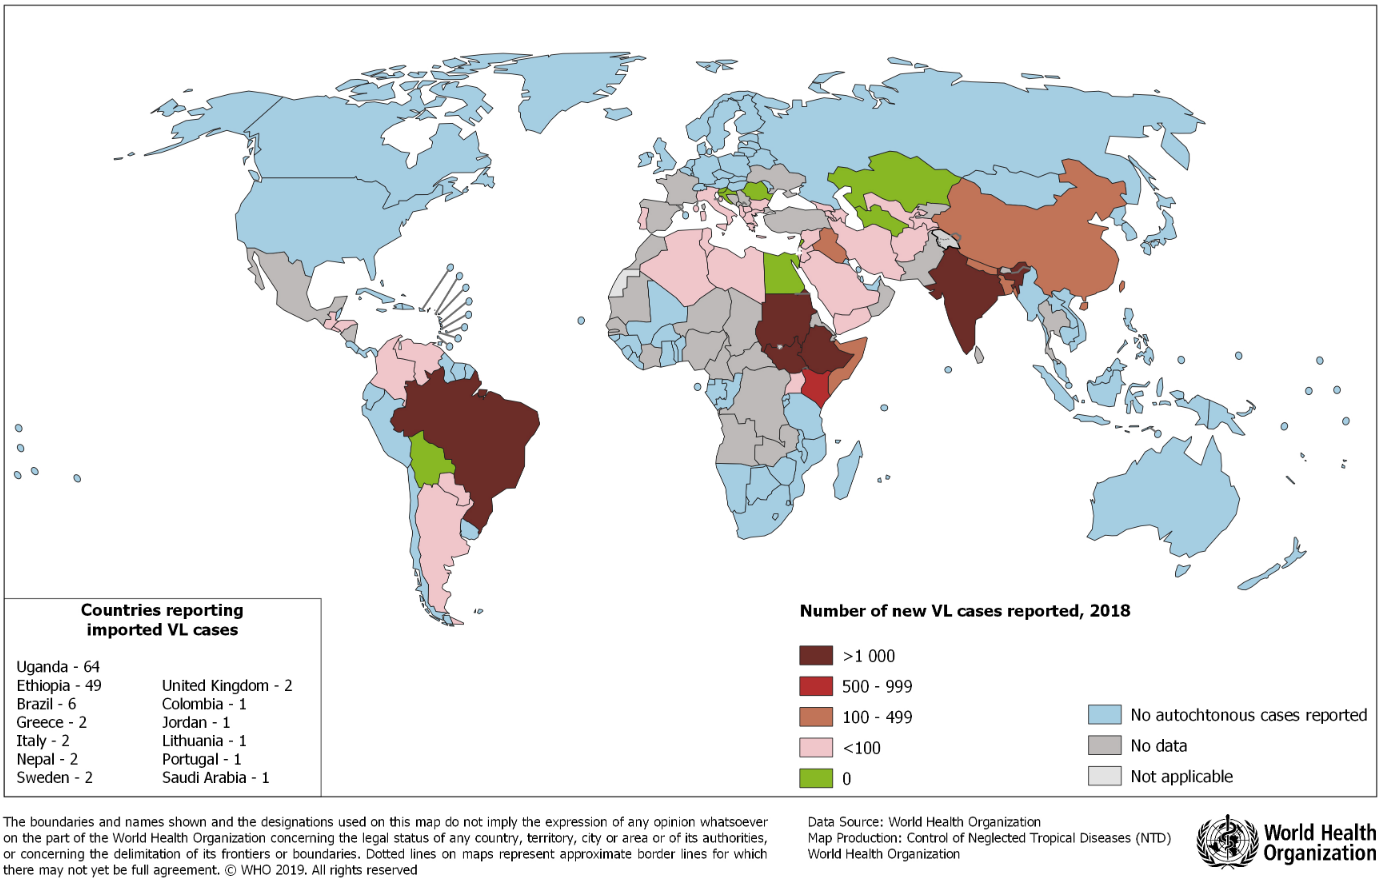 Countries reporting
imported VL cases
Uganda - 64
Ethiopia - 49
Brazil - 6
Greece - 2
Italy - 2
Nepal - 2
Sweden - 2
United Kingdom - 2
Colombia - 1
Jordan - 1
Lithuania - 1
Portugal - 1
Saudi Arabia - 1
Number of new VL cases reported, 2018
>1 000
500 - 999
100 - 499
<100
0
No autochtonous cases reported
No data
Not applicable
The boundaries and names shown and the designations used on this map do not imply the expression of any opinion whatsoever
on the part of the World Health Organization concerning the legal status of any country, territory, city or area or of its authorities,
or concerning the delimitation of its frontiers or boundaries. Dotted lines on maps represent approximate border lines for which
there may not yet be full agreement. © WHO 2019. All rights reserved
Data Source: World Health Organization
Map Production: Control of Neglected Tropical Diseases (NTD)
World Health Organization
World Health
Organization